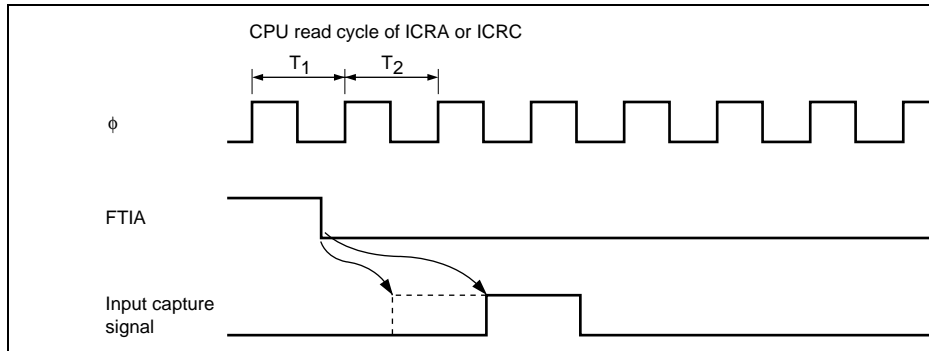 CPU read cycle of ICRA or ICRC
T1 T2
ϕ
FTIA
Input capture
signal